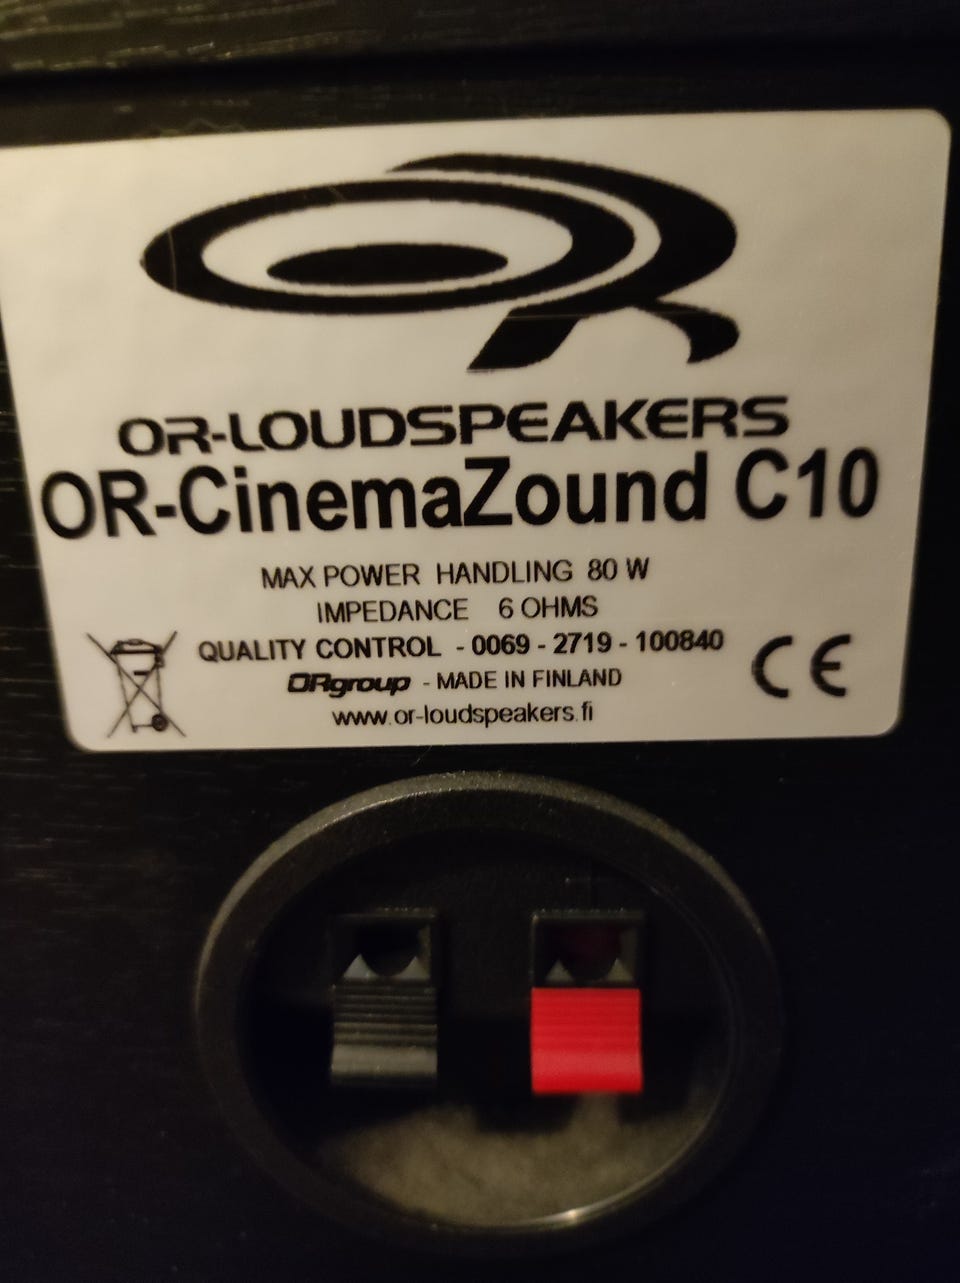 OR
OR-LOUDSPEAKERS
OR-CinemaZound C10
MAX POWER HANDLING 80 W
IMPEDANCE 6 OHMS
QUALITY CONTROL - 0069 - 2719 - 100840
ORgroup - MADE IN FINLAND
www.or-loudspeakers.fi
CE